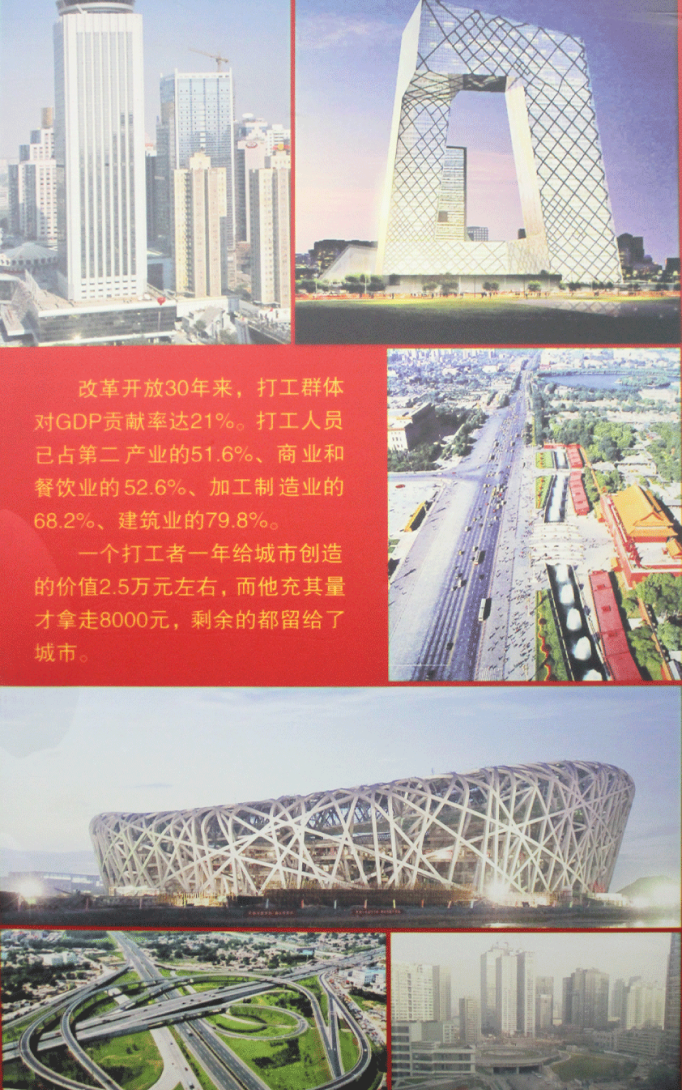 改革开放30年来，打工群体
对GDP贡献率达21%。打工人员
已占第二产业的51.6%、商业和
餐饮业的52.6%、加工制造业的
68.2%、建筑业的79.8%。
一个打工者一年给城市创造
的价值2.5万元左右，而他充其量
才拿走8000元，剩余的都留给了
城市。